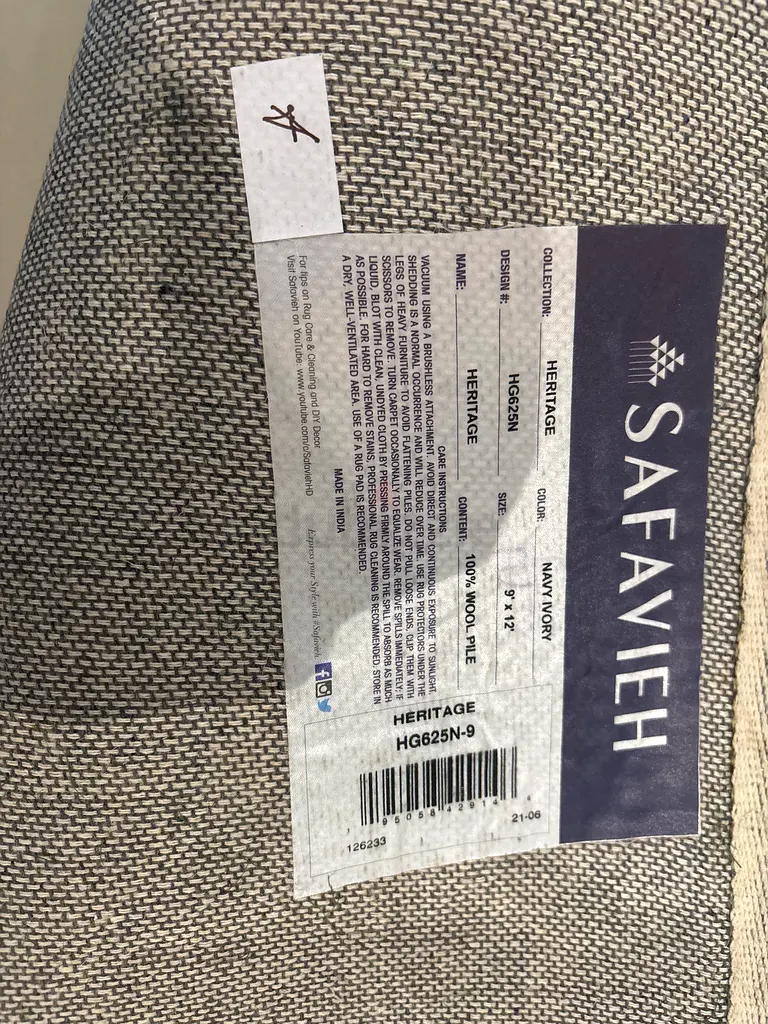 SAFAVIEH
COLLECTION: HERITAGE COLOR: NAVY IVORY
DESIGN #: HG625N SIZE: 9' x 12'
NAME: HERITAGE CONTENT: 100% WOOL PILE
CARE INSTRUCTIONS
VACUUM USING A BRUSHLESS ATTACHMENT. AVOID DIRECT AND CONTINUOUS EXPOSURE TO SUNLIGHT.
SHEDDING IS A NORMAL OCCURRENCE AND WILL REDUCE OVER TIME. USE RUG PROTECTORS UNDER THE
LEGS OF HEAVY FURNITURE TO AVOID FLATTENING PILES. DO NOT PULL LOOSE ENDS, CLIP THEM WITH
SCISSORS TO REMOVE. TURN CARPET OCCASIONALLY TO EQUALIZE WEAR. REMOVE SPILLS IMMEDIATELY; IF
LIQUID, BLOT WITH CLEAN, UNDYED CLOTH BY PRESSING FIRMLY AROUND THE SPILL TO ABSORB AS MUCH
AS POSSIBLE. FOR HARD TO REMOVE STAINS, PROFESSIONAL RUG CLEANING IS RECOMMENDED. STORE IN
A DRY, WELL-VENTILATED AREA. USE OF A RUG PAD IS RECOMMENDED.
MADE IN INDIA
For tips on Rug Care & Cleaning and DIY Decor
Visit Safavieh on YouTube: www.youtube.com/c/SafaviehHD
Express your Style with #Safavieh
HERITAGE
HG625N-9
1 95058 42914 4
126233 21-06